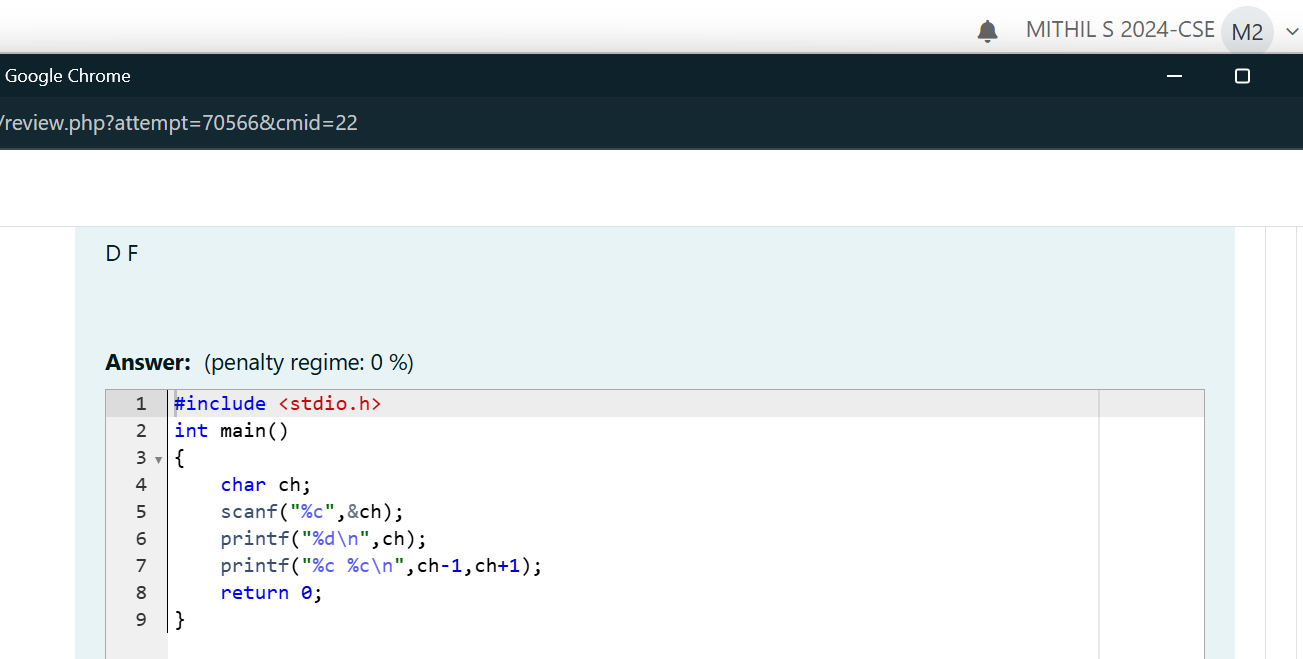 MITHIL S 2024-CSE M2
Google Chrome
/review.php?attempt=70566&cmid=22
D F
Answer: (penalty regime: 0 %)
1 #include <stdio.h>
2 int main()
3 {
4 char ch;
5 scanf("%c",&ch);
6 printf("%d\n",ch);
7 printf("%c %c\n",ch-1,ch+1);
8 return 0;
9 }